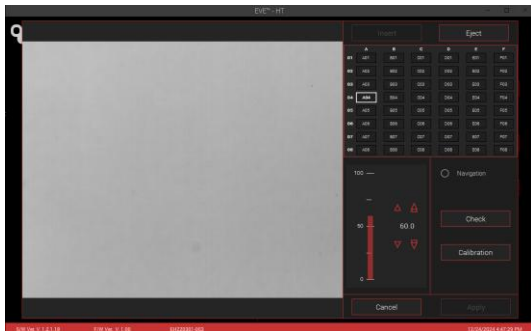 EVE™ - HT
Insert
Eject
A B C D E F
01 A01 B01 C01 D01 E01 F01
02 A02 B02 C02 D02 E02 F02
03 A03 B03 C03 D03 E03 F03
04 A04 B04 C04 D04 E04 F04
05 A05 B05 C05 D05 E05 F05
06 A06 B06 C06 D06 E06 F06
07 A07 B07 C07 D07 E07 F07
08 A08 B08 C08 D08 E08 F08
100
Navigation
50
60.0
Check
Calibration
0
Cancel
Apply
S/W Ver.
F/W Ver.